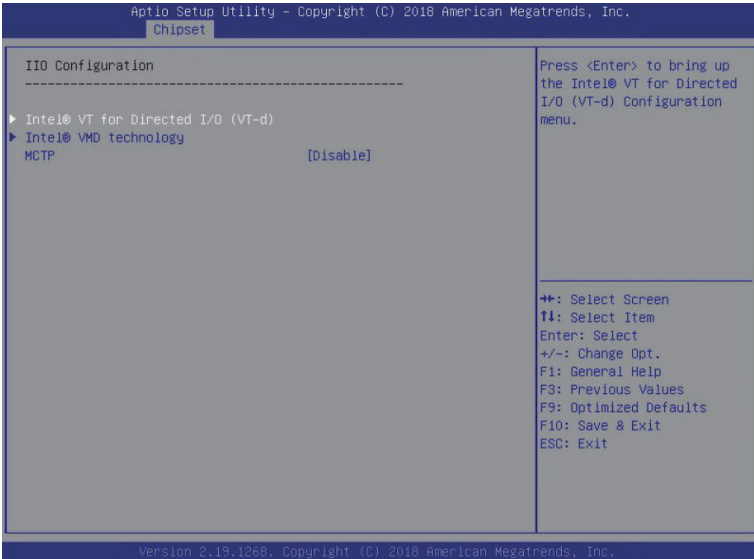 Aptio Setup Utility – Copyright (C) 2018 American Megatrends, Inc.
Chipset
IIO Configuration
------------------------------------------------
Intel® VT for Directed I/O (VT-d)
Intel® VMD technology
MCTP [Disable]
Press <Enter> to bring up
the Intel® VT for Directed
I/O (VT-d) Configuration
menu.
→←: Select Screen
↑↓: Select Item
Enter: Select
+/-: Change Opt.
F1: General Help
F3: Previous Values
F9: Optimized Defaults
F10: Save & Exit
ESC: Exit
Version 2.19.1268. Copyright (C) 2018 American Megatrends, Inc.